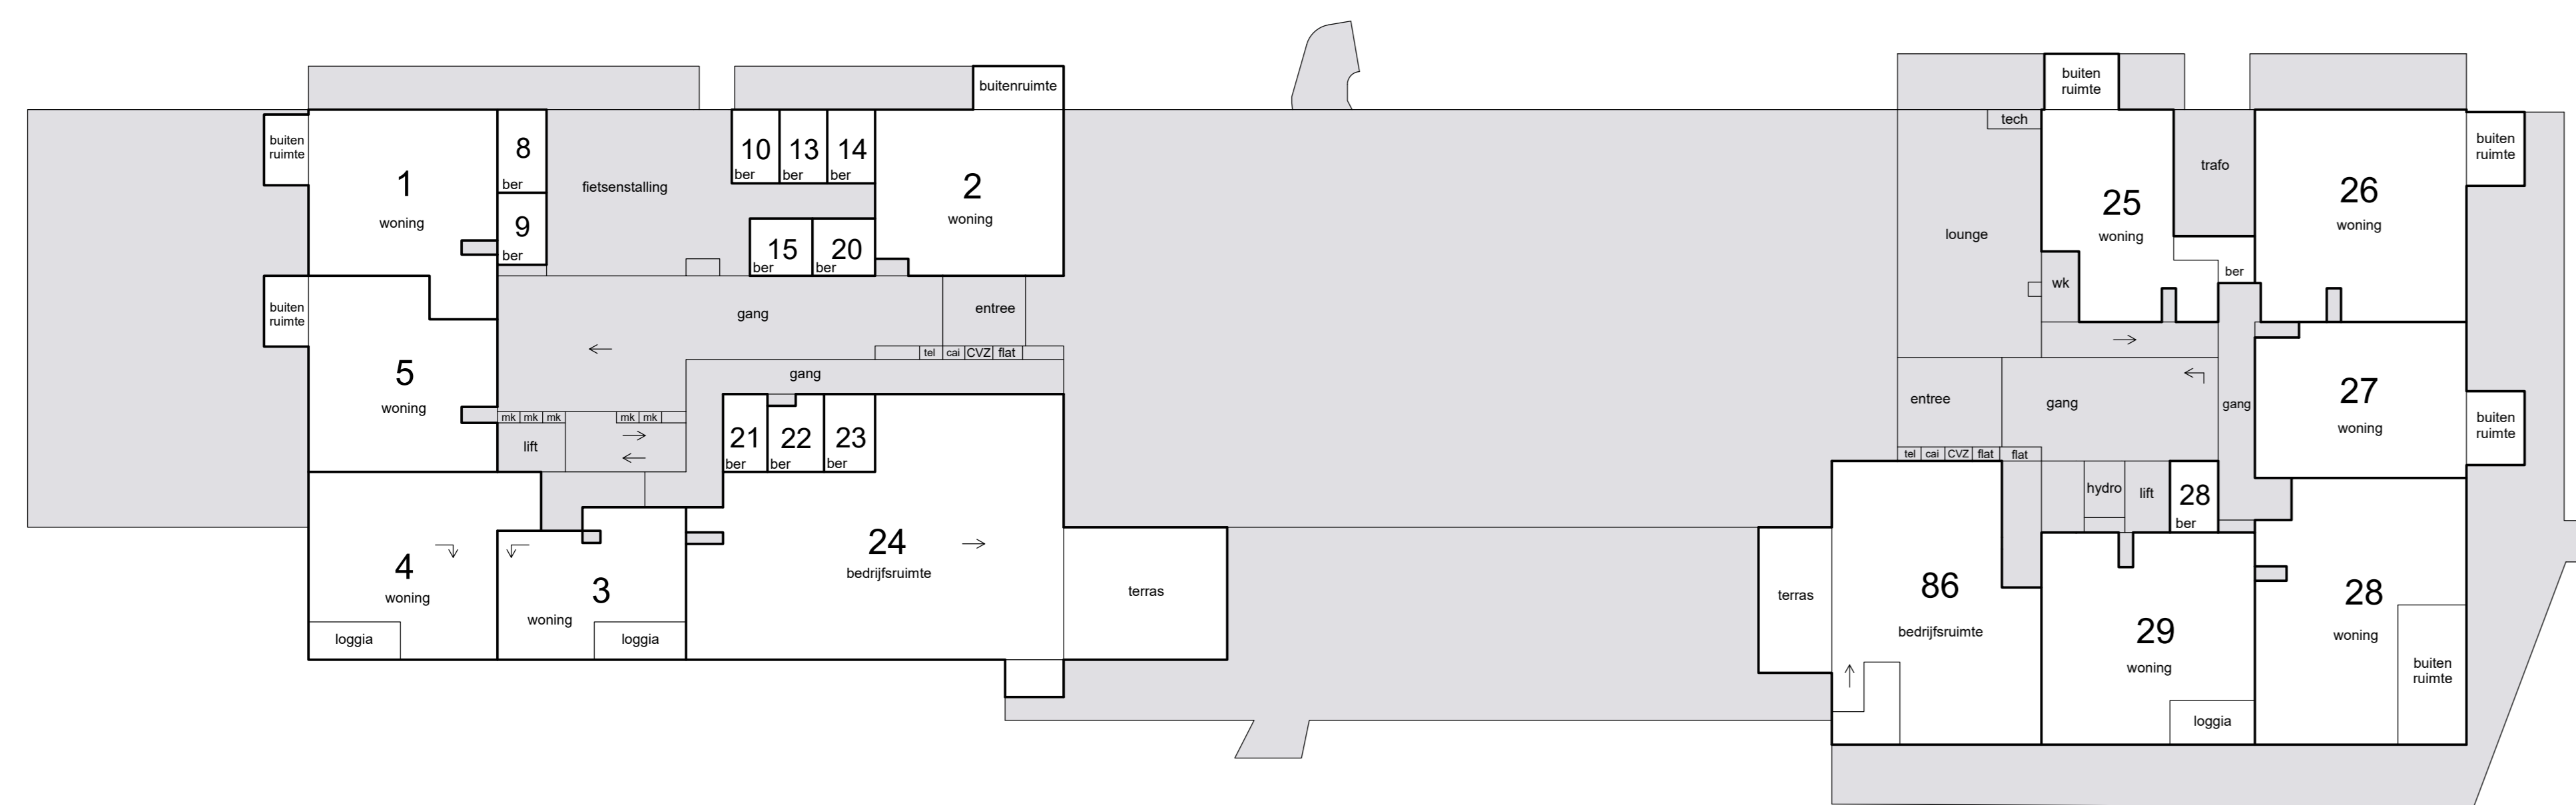 buitenruimte
buiten
ruimte
1
woning
8
ber
9
ber
fietsenstalling
10
ber
13
ber
14
ber
2
woning
15
ber
20
ber
buiten
ruimte
5
woning
gang
entree
tel
cai
CVZ
flat
gang
mk
mk
mk
mk
mk
lift
21
ber
22
ber
23
ber
4
woning
loggia
3
woning
loggia
24
bedrijfsruimte
terras
buiten
ruimte
tech
lounge
25
woning
trafo
26
woning
buiten
ruimte
wk
ber
entree
gang
gang
27
woning
buiten
ruimte
tel
cai
CVZ
flat
flat
hydro
lift
28
ber
terras
86
bedrijfsruimte
29
woning
loggia
28
woning
buiten
ruimte